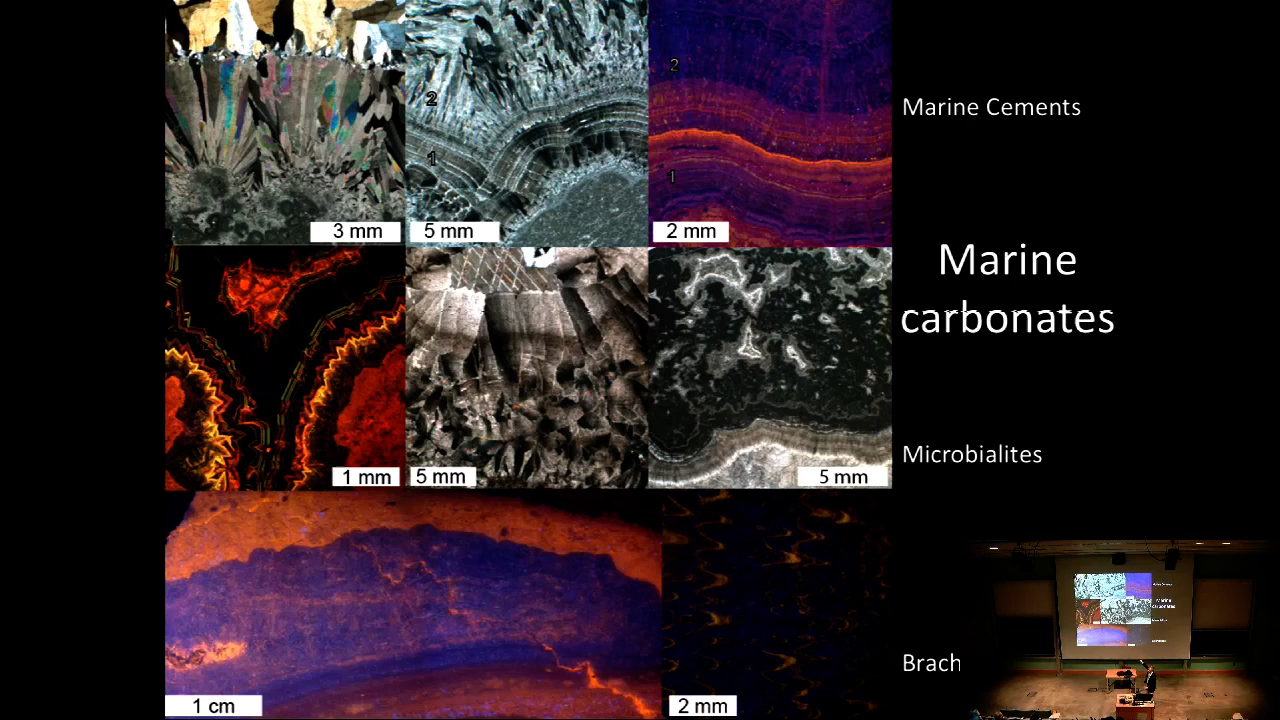 2
1
2
1
3 mm
5 mm
2 mm
Marine Cements
Marine
carbonates
1 mm
5 mm
5 mm
Microbialites
1 cm
2 mm
Brach